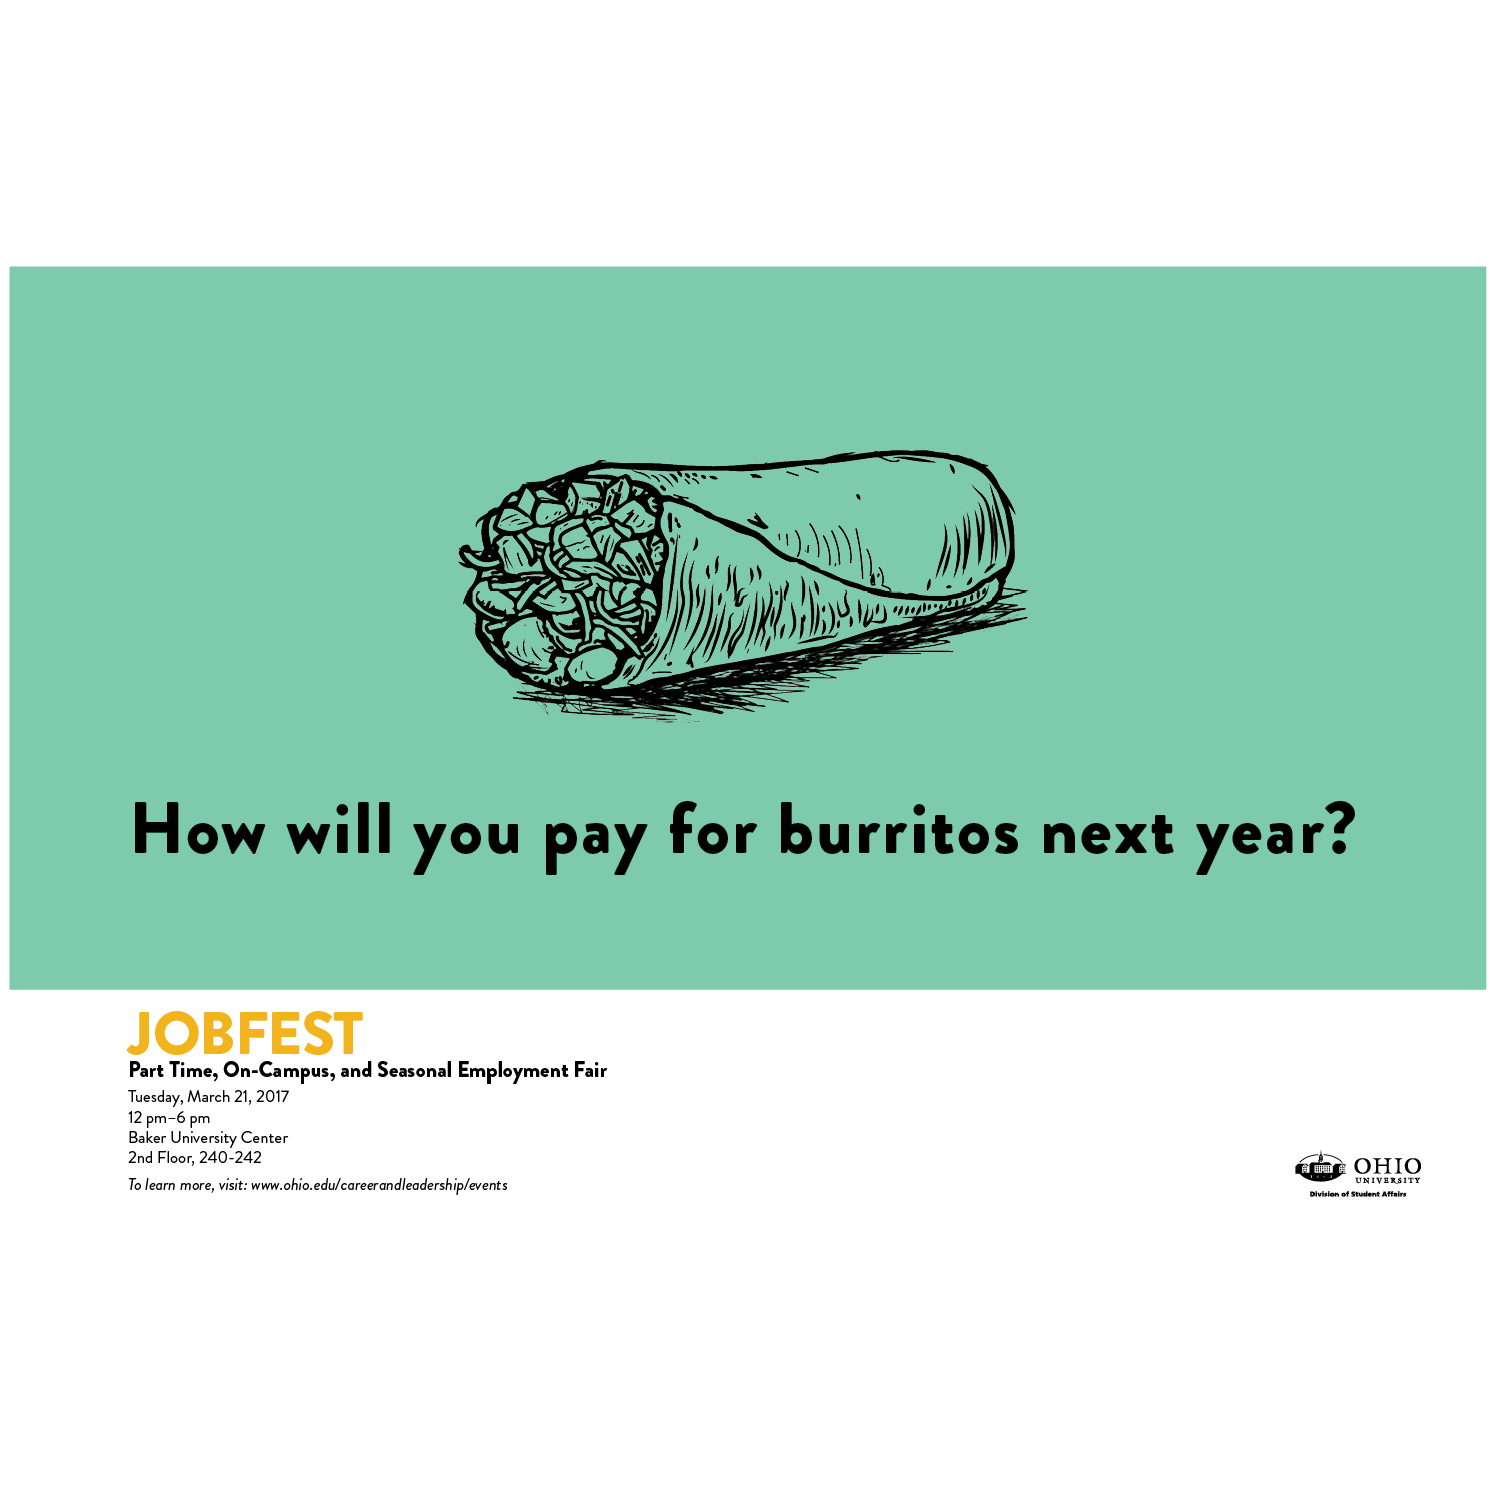 How will you pay for burritos next year?
JOBFEST
Part Time, On-Campus, and Seasonal Employment Fair
Tuesday, March 21, 2017
12 pm–6 pm
Baker University Center
2nd Floor, 240-242
To learn more, visit: www.ohio.edu/careerandleadership/events
OHIO
UNIVERSITY
Division of Student Affairs